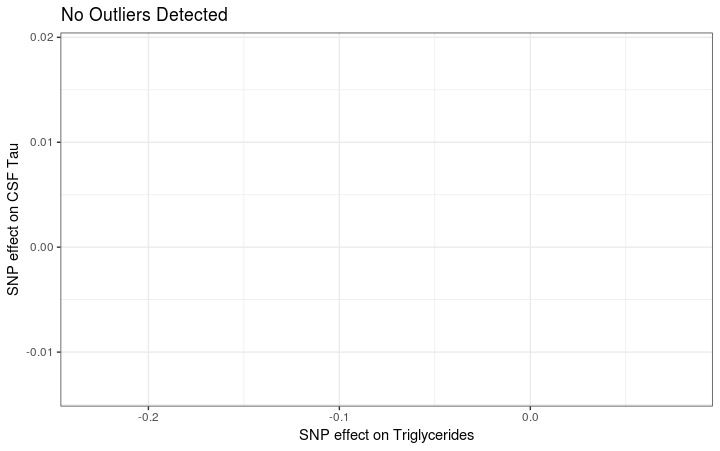 No Outliers Detected
SNP effect on CSF Tau
0.02
0.01
0.00
-0.01
-0.2
-0.1
0.0
SNP effect on Triglycerides